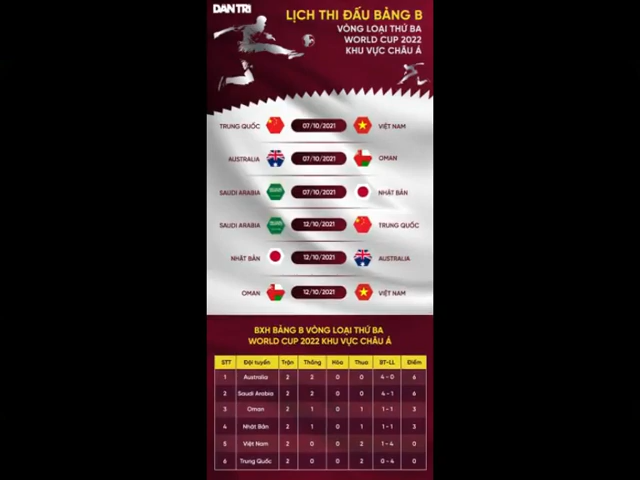 DAN TRI
LỊCH THI ĐẤU BẢNG B
VÒNG LOẠI THỨ BA
WORLD CUP 2022
KHU VỰC CHÂU Á
TRUNG QUỐC 07/10/2021 VIỆT NAM
AUSTRALIA 07/10/2021 OMAN
SAUDI ARABIA 07/10/2021 NHẬT BẢN
SAUDI ARABIA 12/10/2021 TRUNG QUỐC
NHẬT BẢN 12/10/2021 AUSTRALIA
OMAN 12/10/2021 VIỆT NAM
BXH BẢNG B VÒNG LOẠI THỨ BA
WORLD CUP 2022 KHU VỰC CHÂU Á
STT Đội tuyển Trận Thắng Hòa Thua BT-LL Điểm
1 Australia 2 2 0 0 4-0 6
2 Saudi Arabia 2 2 0 0 4-1 6
3 Oman 2 1 0 1 1-1 3
4 Nhật Bản 2 1 0 1 1-1 3
5 Việt Nam 2 0 0 2 1-4 0
6 Trung Quốc 2 0 0 2 0-4 0